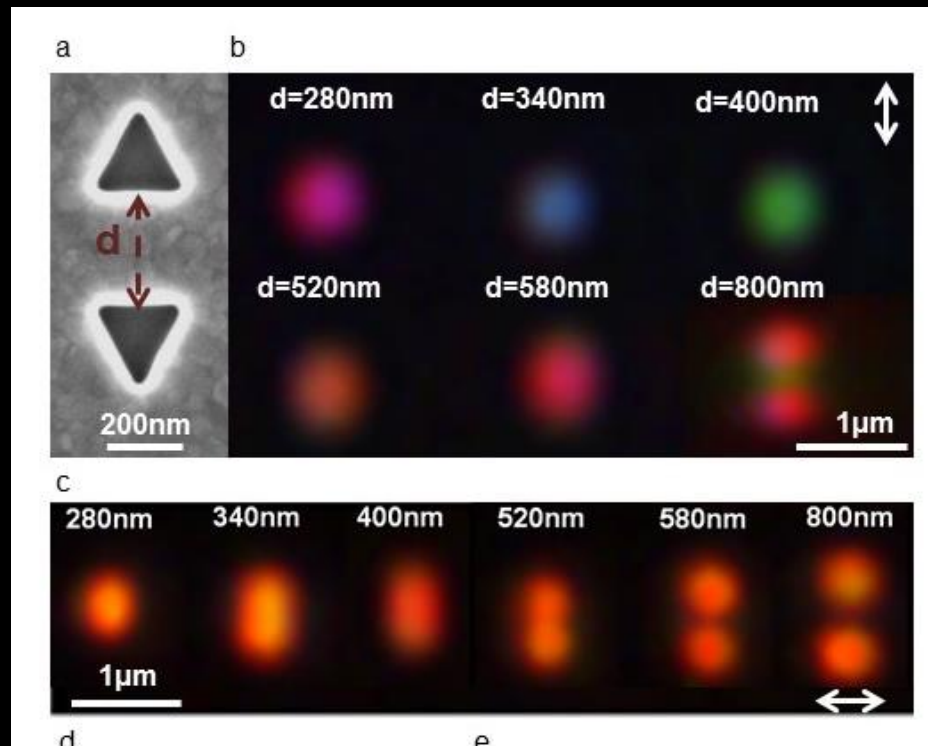 a
b
d
200nm
d=280nm
d=340nm
d=400nm
d=520nm
d=580nm
d=800nm
1μm
c
280nm
340nm
400nm
520nm
580nm
800nm
1μm
d
e